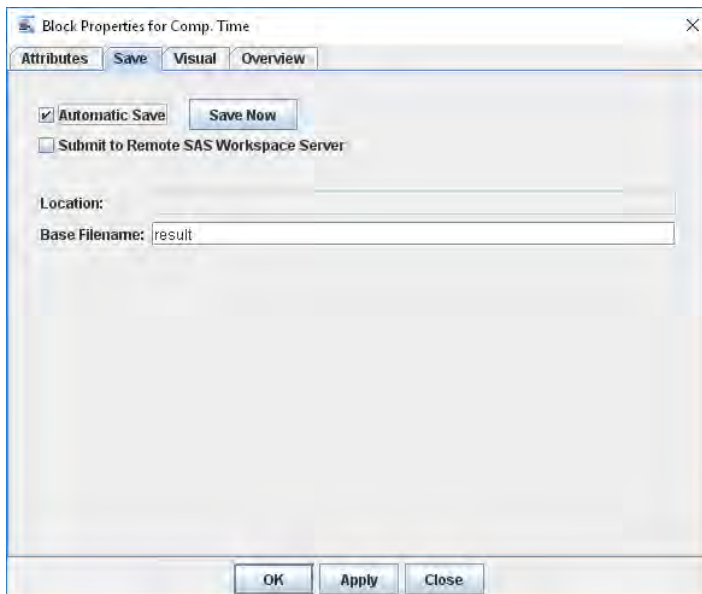 Block Properties for Comp. Time
Attributes Save Visual Overview
Automatic Save Save Now
Submit to Remote SAS Workspace Server
Location:
Base Filename: result
OK Apply Close